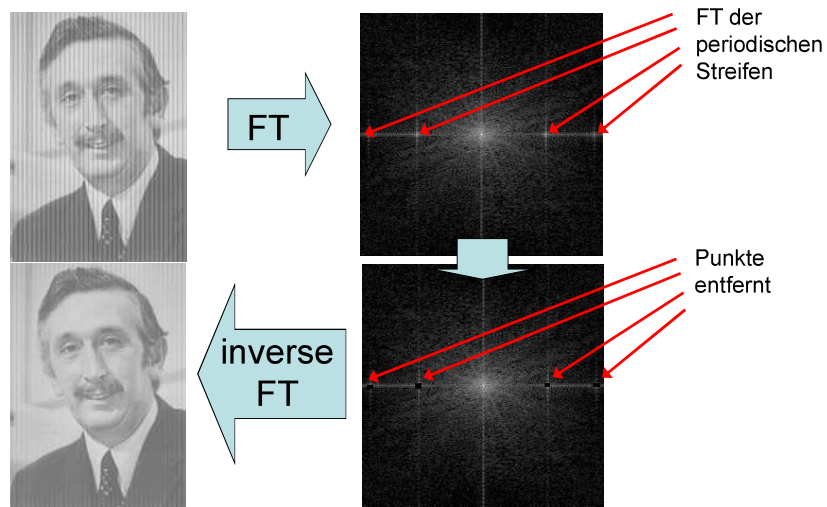 FT
FT der
periodischen
Streifen
Punkte
entfernt
inverse
FT